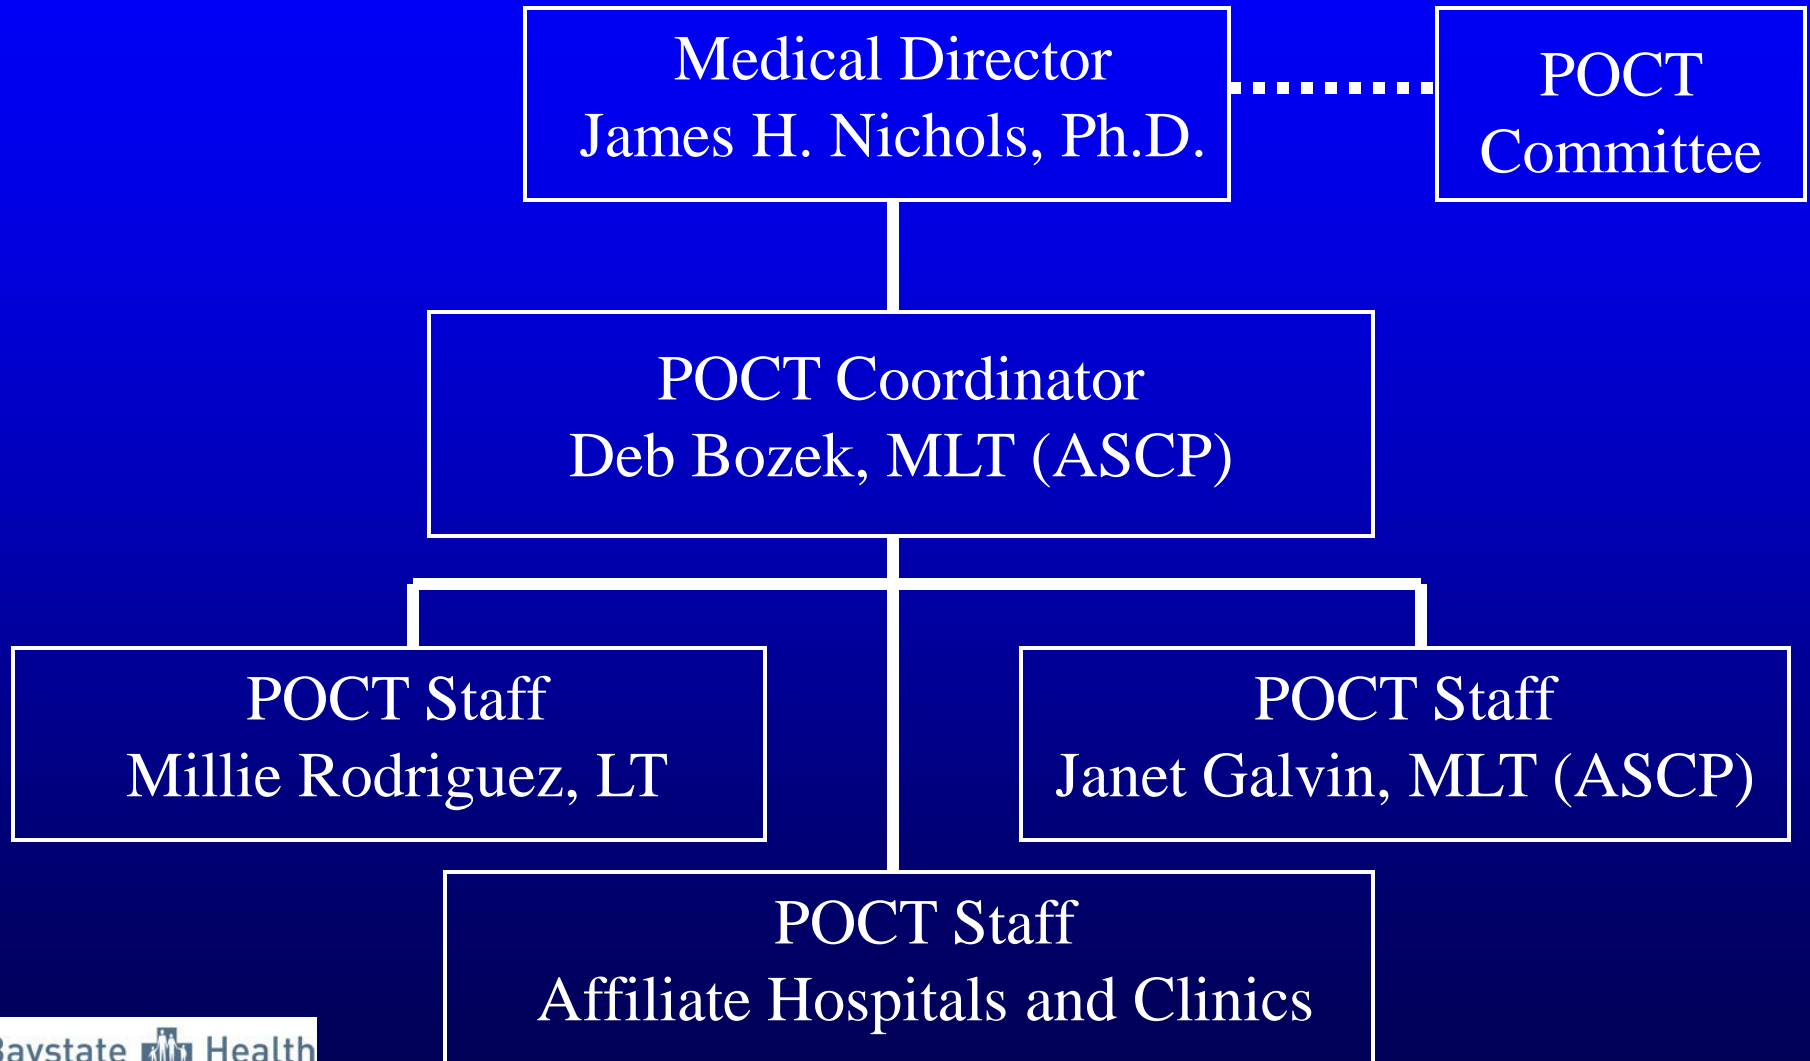 Medical Director
James H. Nichols, Ph.D.
POCT
Committee
POCT Coordinator
Deb Bozek, MLT (ASCP)
POCT Staff
Millie Rodriguez, LT
POCT Staff
Janet Galvin, MLT (ASCP)
POCT Staff
Affiliate Hospitals and Clinics
Baystate Health